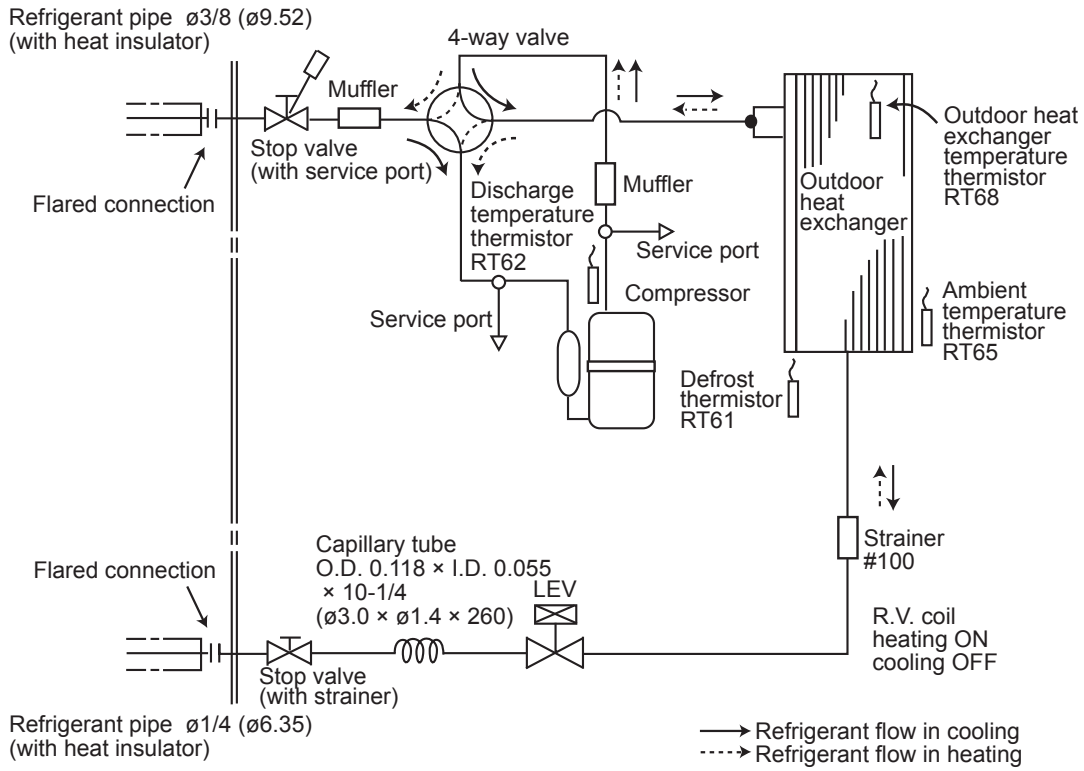 Refrigerant pipe ø3/8 (ø9.52)
(with heat insulator)
4-way valve
Muffler
Stop valve
(with service port)
Flared connection
Discharge
temperature
thermistor
RT62
Muffler
Service port
Service port
Compressor
Outdoor
heat
exchanger
Outdoor heat
exchanger
temperature
thermistor
RT68
Ambient
temperature
thermistor
RT65
Defrost
thermistor
RT61
Strainer
#100
Capillary tube
O.D. 0.118 × I.D. 0.055
× 10-1/4
(ø3.0 × ø1.4 × 260)
LEV
Flared connection
R.V. coil
heating ON
cooling OFF
Stop valve
(with strainer)
Refrigerant pipe ø1/4 (ø6.35)
(with heat insulator)
Refrigerant flow in cooling
Refrigerant flow in heating